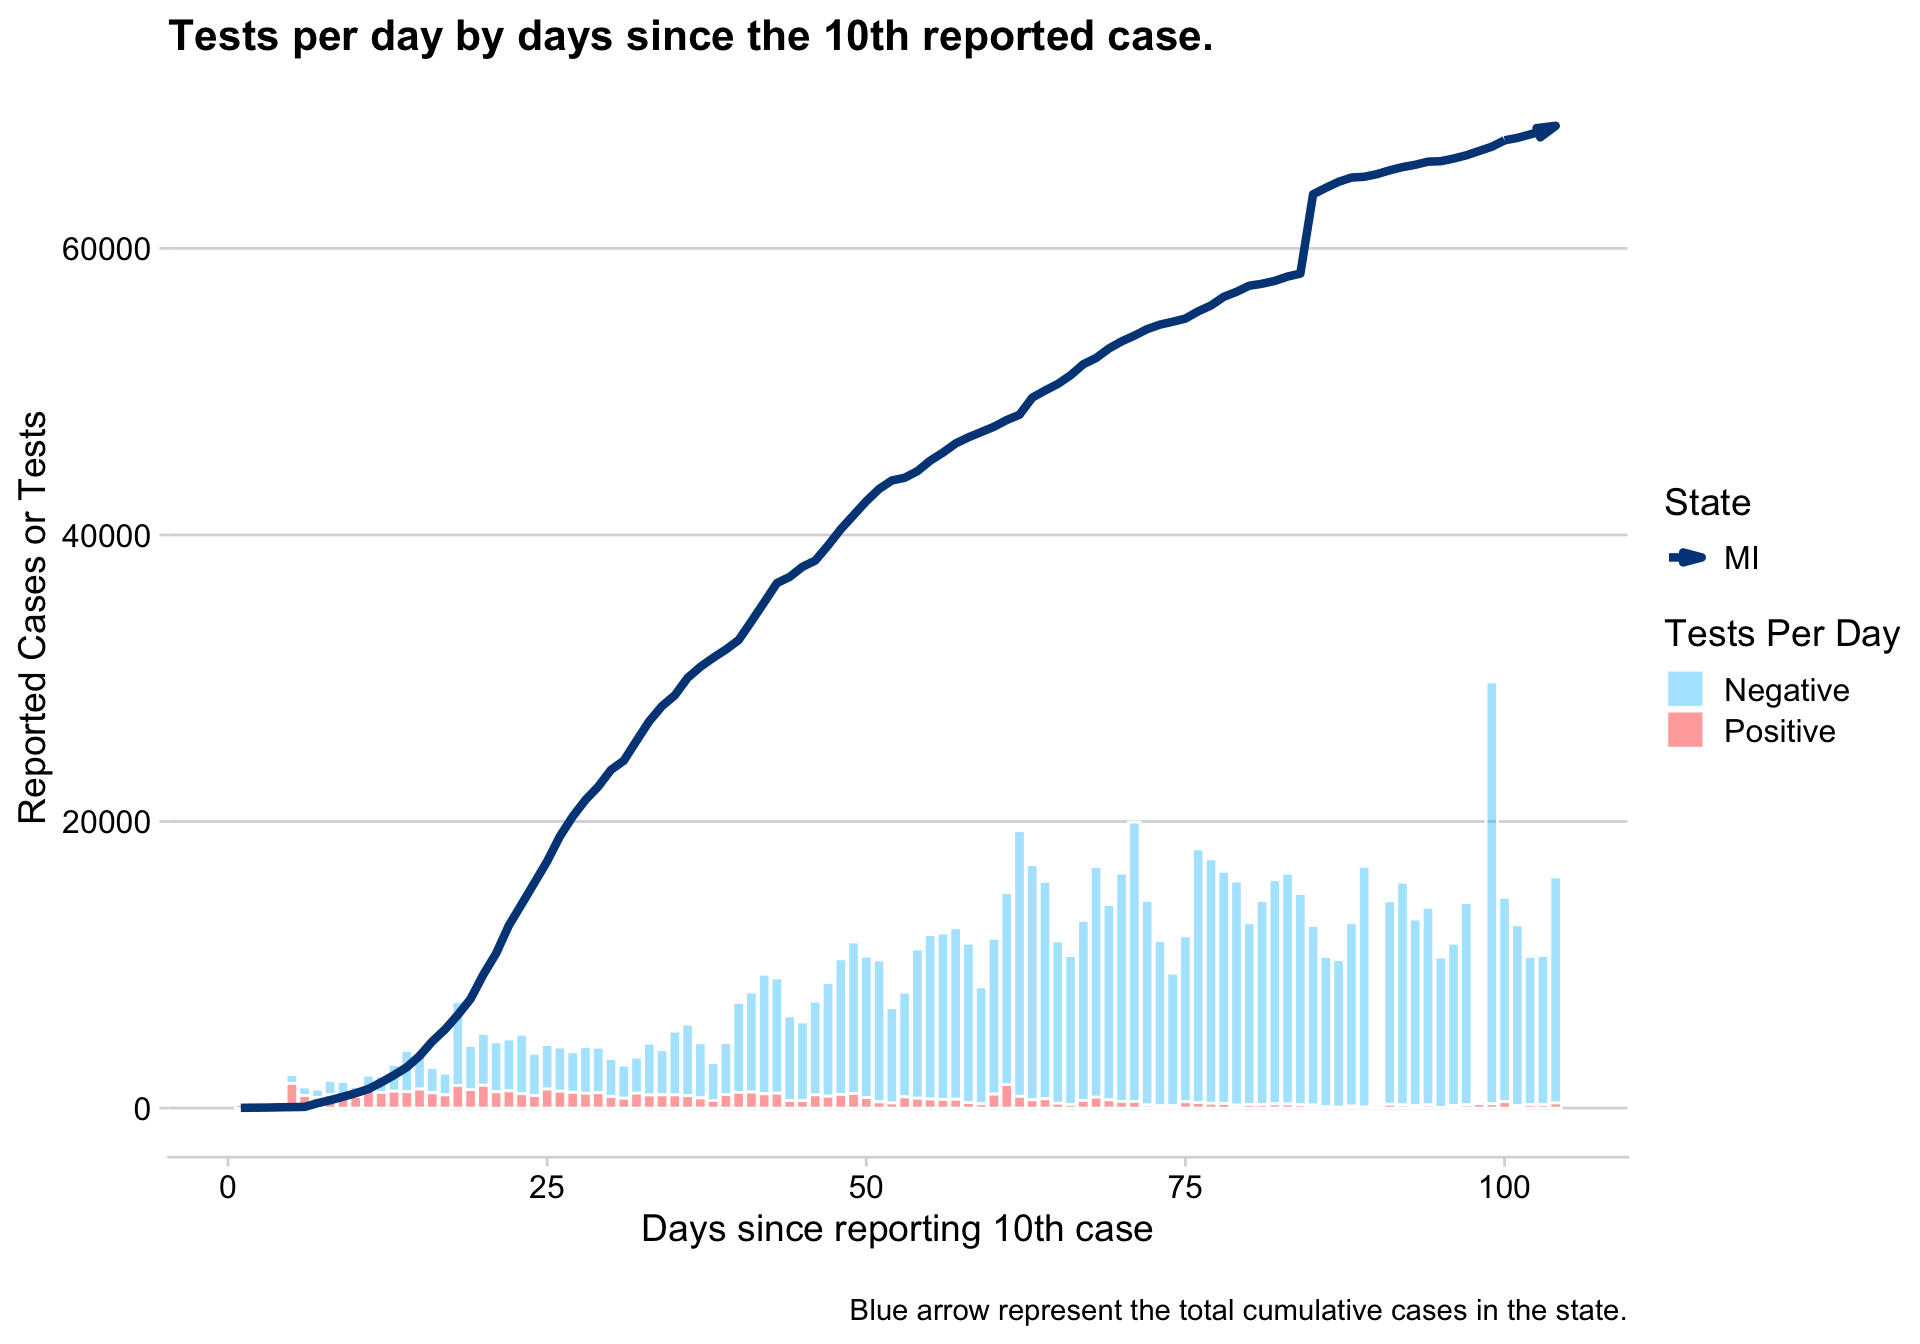 Tests per day by days since the 10th reported case.
Reported Cases or Tests
60000
40000
20000
0
0 25 50 75 100
Days since reporting 10th case
State
MI
Tests Per Day
Negative
Positive
Blue arrow represent the total cumulative cases in the state.